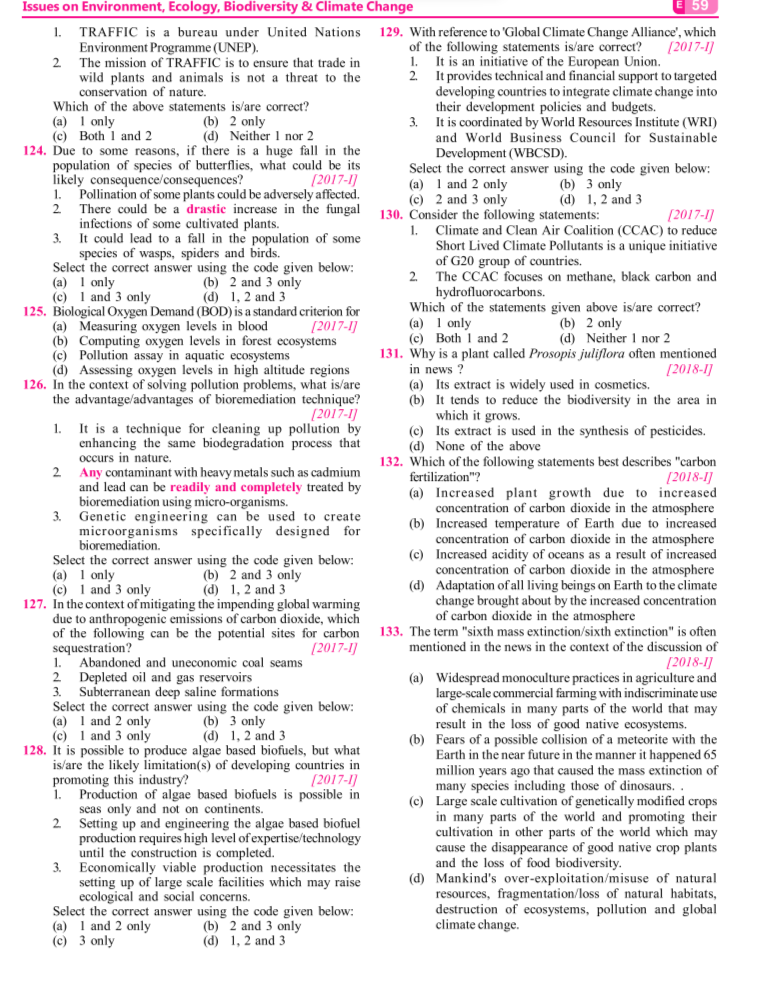 Issues on Environment, Ecology, Biodiversity & Climate Change
E 59
1. TRAFFIC is a bureau under United Nations
Environment Programme (UNEP).
2. The mission of TRAFFIC is to ensure that trade in
wild plants and animals is not a threat to the
conservation of nature.
Which of the above statements is/are correct?
(a) 1 only (b) 2 only
(c) Both 1 and 2 (d) Neither 1 nor 2
124. Due to some reasons, if there is a huge fall in the
population of species of butterflies, what could be its
likely consequence/consequences? [2017-I]
1. Pollination of some plants could be adversely affected.
2. There could be a drastic increase in the fungal
infections of some cultivated plants.
3. It could lead to a fall in the population of some
species of wasps, spiders and birds.
Select the correct answer using the code given below:
(a) 1 only (b) 2 and 3 only
(c) 1 and 3 only (d) 1, 2 and 3
125. Biological Oxygen Demand (BOD) is a standard criterion for
(a) Measuring oxygen levels in blood [2017-I]
(b) Computing oxygen levels in forest ecosystems
(c) Pollution assay in aquatic ecosystems
(d) Assessing oxygen levels in high altitude regions
126. In the context of solving pollution problems, what is/are
the advantage/advantages of bioremediation technique?
[2017-I]
1. It is a technique for cleaning up pollution by
enhancing the same biodegradation process that
occurs in nature.
2. Any contaminant with heavy metals such as cadmium
and lead can be readily and completely treated by
bioremediation using micro-organisms.
3. Genetic engineering can be used to create
microorganisms specifically designed for
bioremediation.
Select the correct answer using the code given below:
(a) 1 only (b) 2 and 3 only
(c) 1 and 3 only (d) 1, 2 and 3
127. In the context of mitigating the impending global warming
due to anthropogenic emissions of carbon dioxide, which
of the following can be the potential sites for carbon
sequestration? [2017-I]
1. Abandoned and uneconomic coal seams
2. Depleted oil and gas reservoirs
3. Subterranean deep saline formations
Select the correct answer using the code given below:
(a) 1 and 2 only (b) 3 only
(c) 1 and 3 only (d) 1, 2 and 3
128. It is possible to produce algae based biofuels, but what
is/are the likely limitation(s) of developing countries in
promoting this industry? [2017-I]
1. Production of algae based biofuels is possible in
seas only and not on continents.
2. Setting up and engineering the algae based biofuel
production requires high level of expertise/technology
until the construction is completed.
3. Economically viable production necessitates the
setting up of large scale facilities which may raise
ecological and social concerns.
Select the correct answer using the code given below:
(a) 1 and 2 only (b) 2 and 3 only
(c) 3 only (d) 1, 2 and 3
129. With reference to 'Global Climate Change Alliance', which
of the following statements is/are correct? [2017-I]
1. It is an initiative of the European Union.
2. It provides technical and financial support to targeted
developing countries to integrate climate change into
their development policies and budgets.
3. It is coordinated by World Resources Institute (WRI)
and World Business Council for Sustainable
Development (WBCSD).
Select the correct answer using the code given below:
(a) 1 and 2 only (b) 3 only
(c) 2 and 3 only (d) 1, 2 and 3
130. Consider the following statements: [2017-I]
1. Climate and Clean Air Coalition (CCAC) to reduce
Short Lived Climate Pollutants is a unique initiative
of G20 group of countries.
2. The CCAC focuses on methane, black carbon and
hydrofluorocarbons.
Which of the statements given above is/are correct?
(a) 1 only (b) 2 only
(c) Both 1 and 2 (d) Neither 1 nor 2
131. Why is a plant called Prosopis juliflora often mentioned
in news ? [2018-I]
(a) Its extract is widely used in cosmetics.
(b) It tends to reduce the biodiversity in the area in
which it grows.
(c) Its extract is used in the synthesis of pesticides.
(d) None of the above
132. Which of the following statements best describes "carbon
fertilization"? [2018-I]
(a) Increased plant growth due to increased
concentration of carbon dioxide in the atmosphere
(b) Increased temperature of Earth due to increased
concentration of carbon dioxide in the atmosphere
(c) Increased acidity of oceans as a result of increased
concentration of carbon dioxide in the atmosphere
(d) Adaptation of all living beings on Earth to the climate
change brought about by the increased concentration
of carbon dioxide in the atmosphere
133. The term "sixth mass extinction/sixth extinction" is often
mentioned in the news in the context of the discussion of
[2018-I]
(a) Widespread monoculture practices in agriculture and
large-scale commercial farming with indiscriminate use
of chemicals in many parts of the world that may
result in the loss of good native ecosystems.
(b) Fears of a possible collision of a meteorite with the
Earth in the near future in the manner it happened 65
million years ago that caused the mass extinction of
many species including those of dinosaurs. .
(c) Large scale cultivation of genetically modified crops
in many parts of the world and promoting their
cultivation in other parts of the world which may
cause the disappearance of good native crop plants
and the loss of food biodiversity.
(d) Mankind's over-exploitation/misuse of natural
resources, fragmentation/loss of natural habitats,
destruction of ecosystems, pollution and global
climate change.